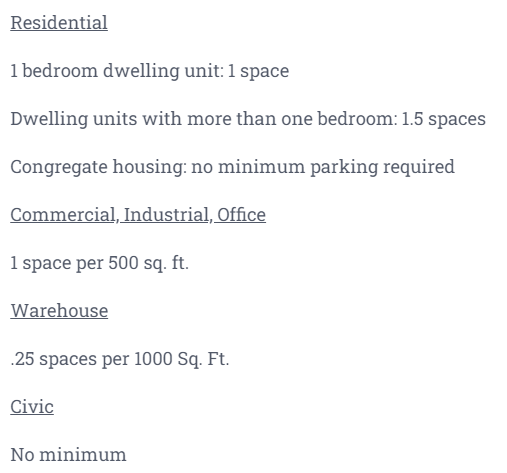 Residential
1 bedroom dwelling unit: 1 space
Dwelling units with more than one bedroom: 1.5 spaces
Congregate housing: no minimum parking required
Commercial, Industrial, Office
1 space per 500 sq. ft.
Warehouse
.25 spaces per 1000 Sq. Ft.
Civic
No minimum